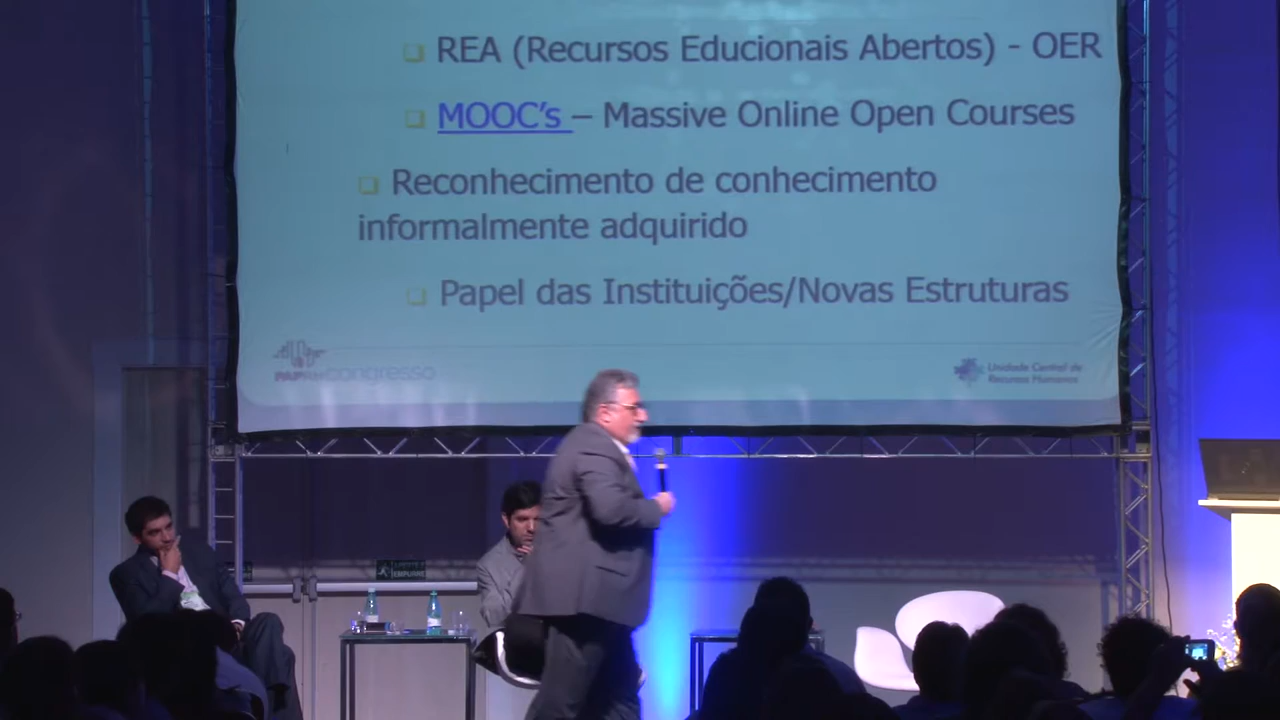 REA (Recursos Educionais Abertos) - OER
MOOC's – Massive Online Open Courses
Reconhecimento de conhecimento
informalmente adquirido
Papel das Instituições/Novas Estruturas
congresso
Unidade Central de
Recursos Humanos
EMPURRE